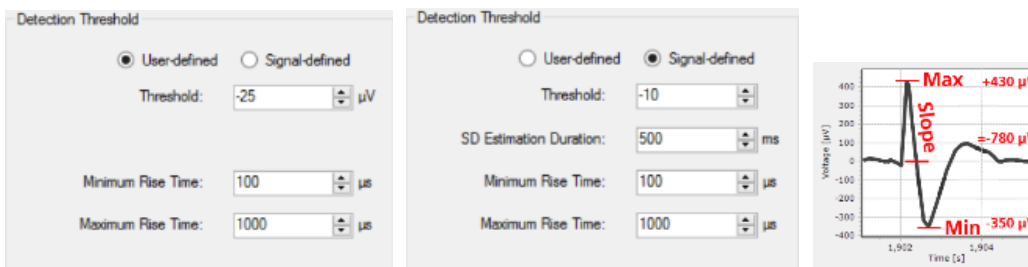 Detection Threshold
User-defined Signal-defined
Threshold: -25 µV
Minimum Rise Time: 100 µs
Maximum Rise Time: 1000 µs
Detection Threshold
User-defined Signal-defined
Threshold: -10
SD Estimation Duration: 500 ms
Minimum Rise Time: 100 µs
Maximum Rise Time: 1000 µs
Max +430 µV
Slope
=-780 µV
Min -350 µV
Voltage [µV]
400
300
200
100
0
-100
-200
-300
-400
1,902 1,904
Time [s]